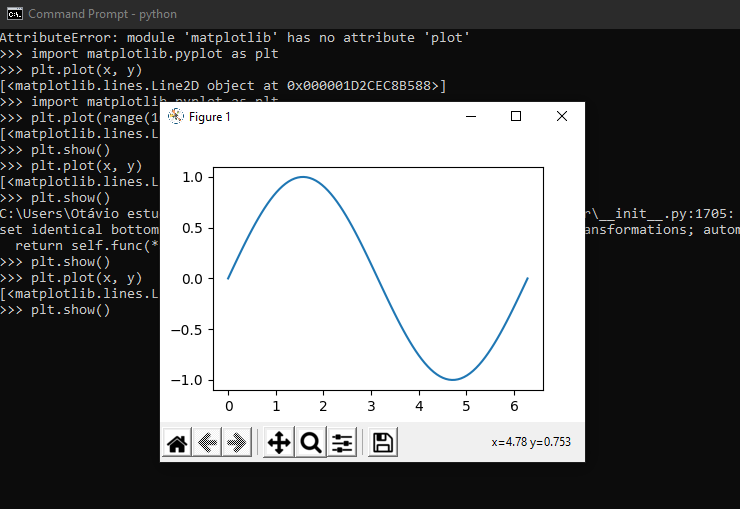 Command Prompt - python
AttributeError: module 'matplotlib' has no attribute 'plot'
>>> import matplotlib.pyplot as plt
>>> plt.plot(x, y)
[<matplotlib.lines.Line2D object at 0x000001D2CEC8B588>]
>>> import matplotlib.pyplot as plt
>>> plt.plot(range(1
[<matplotlib.lines.L
>>> plt.show()
>>> plt.plot(x, y)
[<matplotlib.lines.L
>>> plt.show()
C:\Users\Otávio estu r\__init__.py:1705:
set identical bottom ansformations; autom
return self.func(*
>>> plt.show()
>>> plt.plot(x, y)
[<matplotlib.lines.L
>>> plt.show()
Figure 1
1.0
0.5
0.0
−0.5
−1.0
0 1 2 3 4 5 6
x=4.78 y=0.753